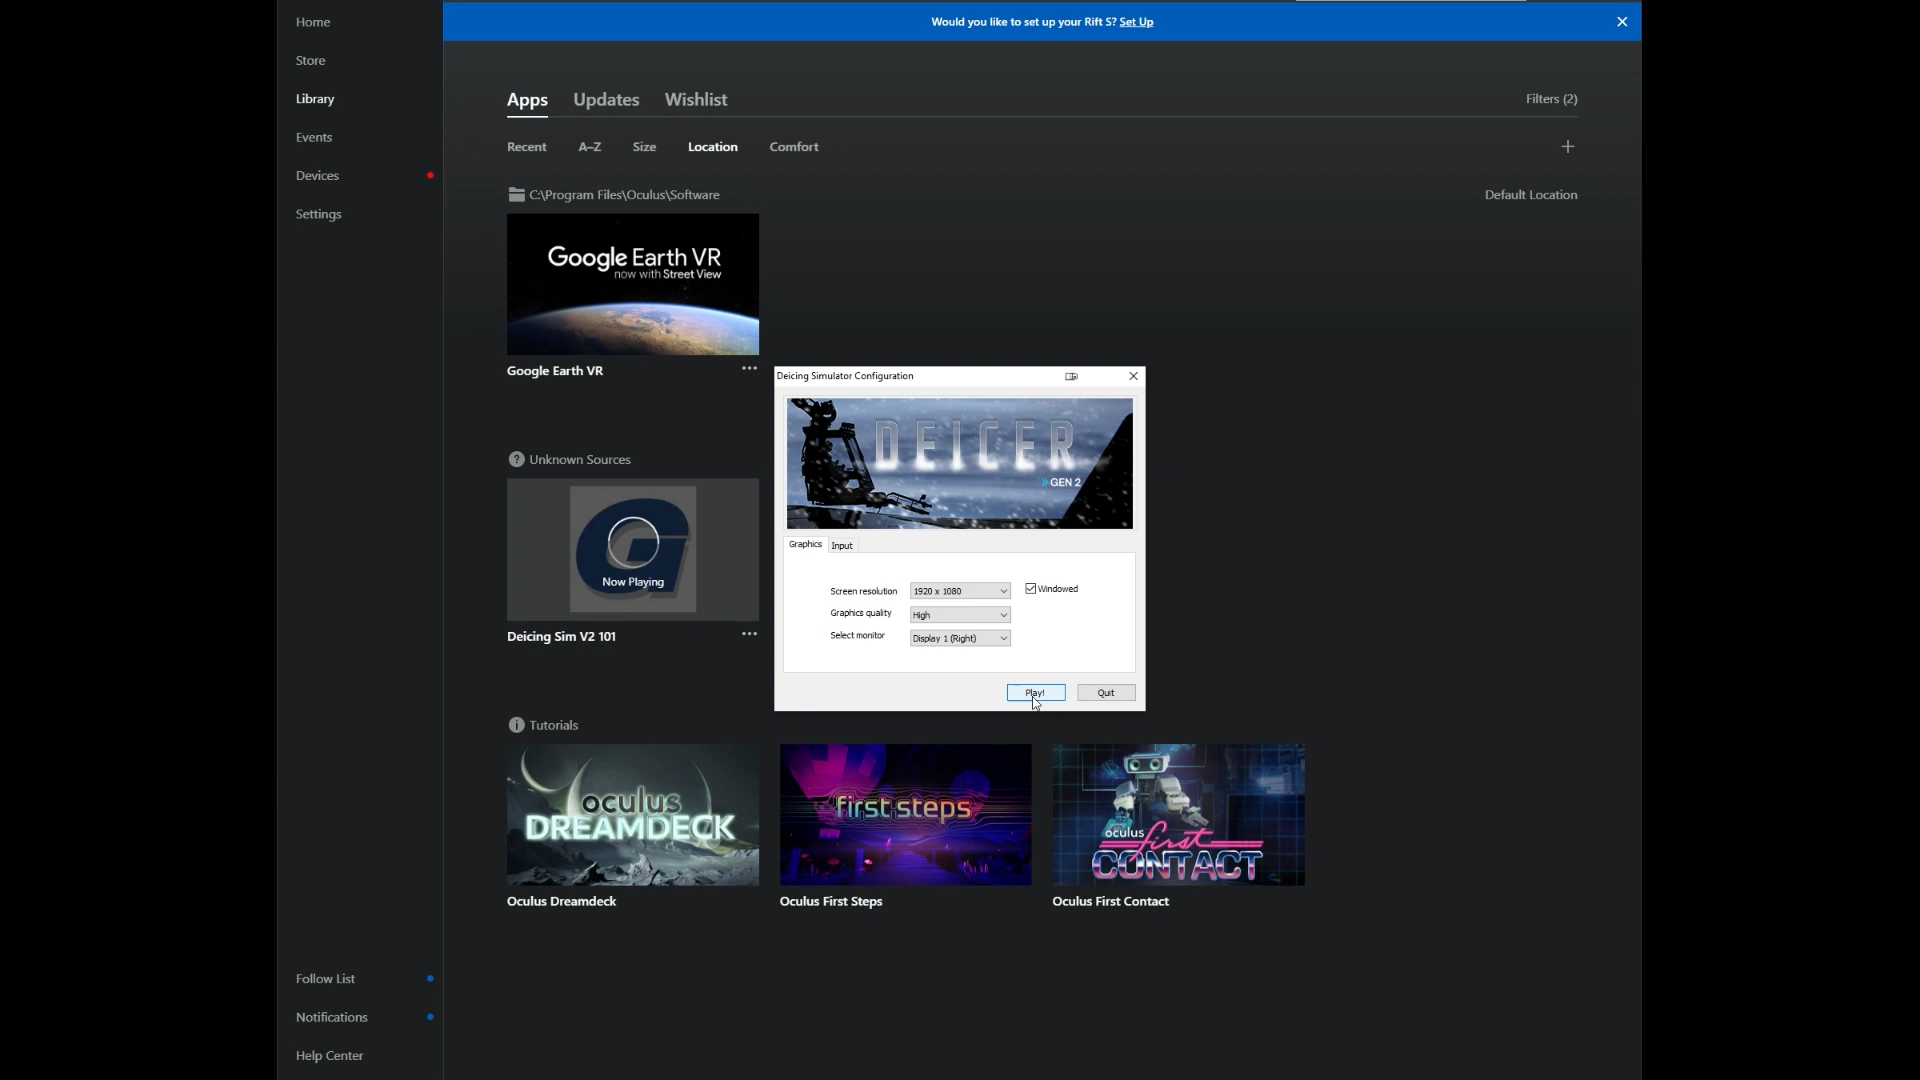 Would you like to set up your Rift S? Set Up
Home
Store
Library
Events
Devices
Settings
Apps Updates Wishlist
Filters (2)
Recent A–Z Size Location Comfort
C:\Program Files\Oculus\Software
Default Location
Google Earth VR
now with Street View
Google Earth VR
Unknown Sources
G
Now Playing
Deicing Sim V2 101
Deicing Simulator Configuration
DEICER
GEN 2
Graphics Input
Screen resolution 1920 x 1080 Windowed
Graphics quality High
Select monitor Display 1 (Right)
Play! Quit
Tutorials
oculus
DREAMDECK
Oculus Dreamdeck
first steps
Oculus First Steps
oculus first
CONTACT
Oculus First Contact
Follow List
Notifications
Help Center